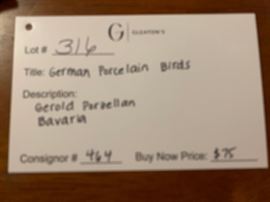 G | GLEATON'S
Lot # 316
Title: German Porcelain Birds
Description:
Gerold Porzellan
Bavaria
Consignor # 464 Buy Now Price: $75